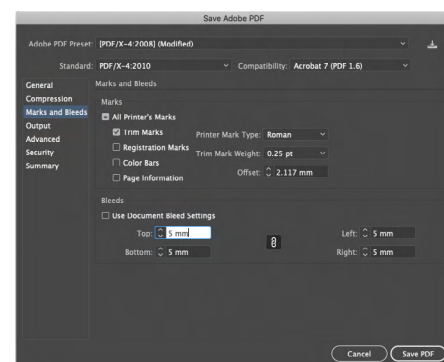 Save Adobe PDF
Adobe PDF Preset: [PDF/X-4:2008] (Modified)
Standard: PDF/X-4:2010 Compatibility: Acrobat 7 (PDF 1.6)
General
Compression
Marks and Bleeds
Output
Advanced
Security
Summary
Marks and Bleeds
Marks
All Printer's Marks
Trim Marks
Registration Marks
Color Bars
Page Information
Printer Mark Type: Roman
Trim Mark Weight: 0.25 pt
Offset: 2.117 mm
Bleeds
Use Document Bleed Settings
Top: 5 mm Left: 5 mm
Bottom: 5 mm Right: 5 mm
Cancel Save PDF